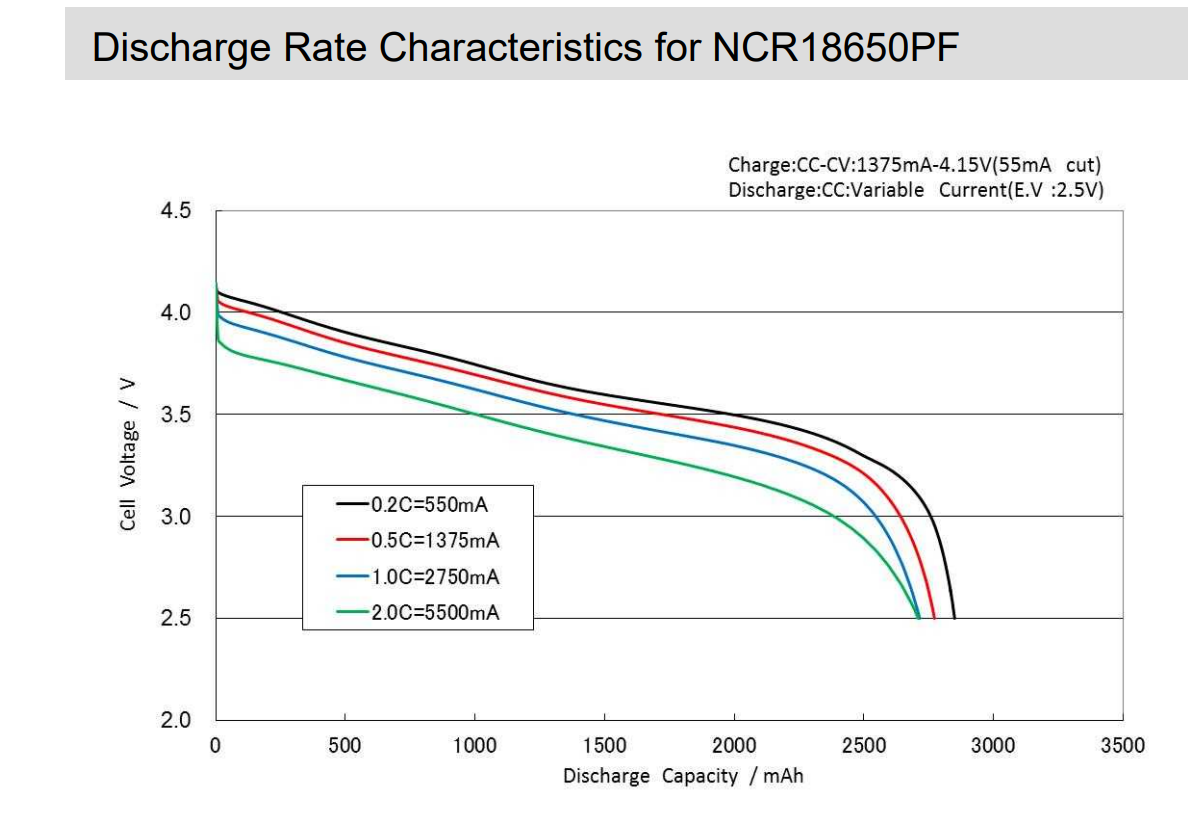 Discharge Rate Characteristics for NCR18650PF
Charge:CC-CV:1375mA-4.15V(55mA cut)
Discharge:CC:Variable Current(E.V :2.5V)
4.5
4.0
3.5
3.0
2.5
2.0
Cell Voltage / V
0.2C=550mA
0.5C=1375mA
1.0C=2750mA
2.0C=5500mA
0 500 1000 1500 2000 2500 3000 3500
Discharge Capacity / mAh